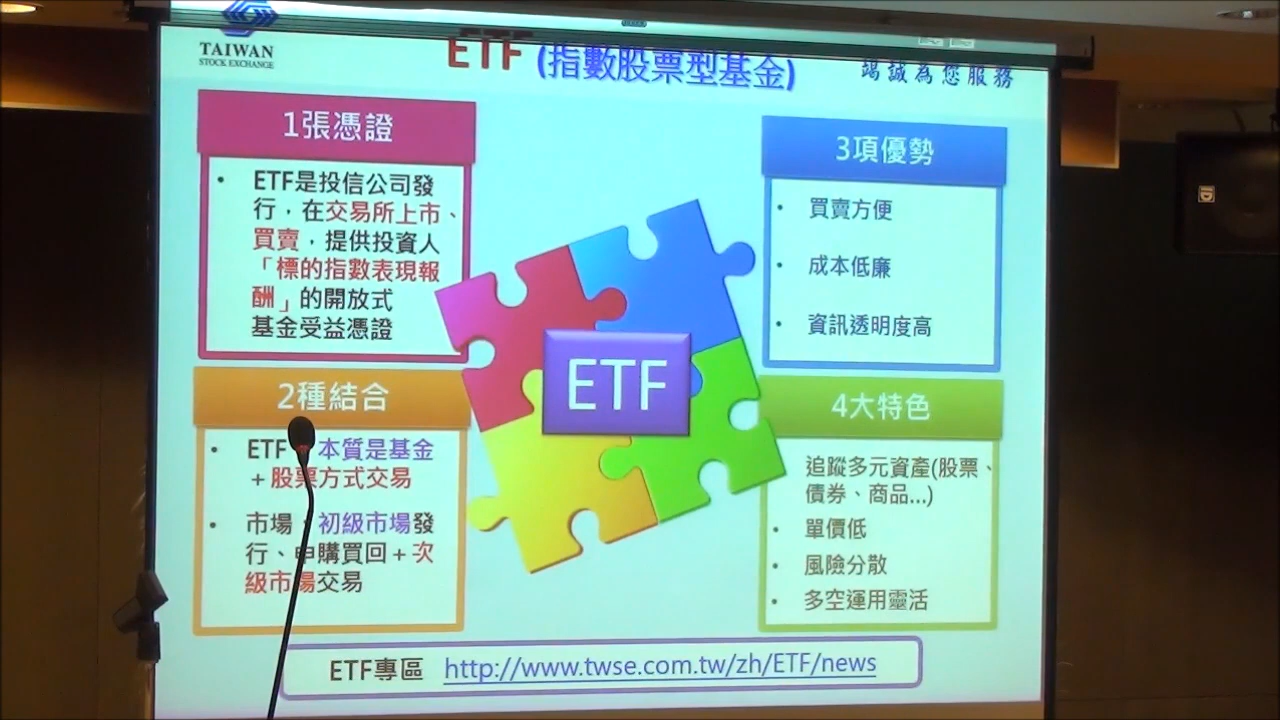 TAIWAN
STOCK EXCHANGE
ETF (指數股票型基金)
竭誠為您服務
1張憑證
• ETF是投信公司發
行，在交易所上市、
買賣，提供投資人
「標的指數表現報
酬」的開放式
基金受益憑證
2種結合
• ETF：本質是基金
+股票方式交易
• 市場：初級市場發
行、申購買回+次
級市場交易
ETF
3項優勢
• 買賣方便
• 成本低廉
• 資訊透明度高
4大特色
追蹤多元資產(股票、
債券、商品...)
• 單價低
• 風險分散
• 多空運用靈活
ETF專區 http://www.twse.com.tw/zh/ETF/news